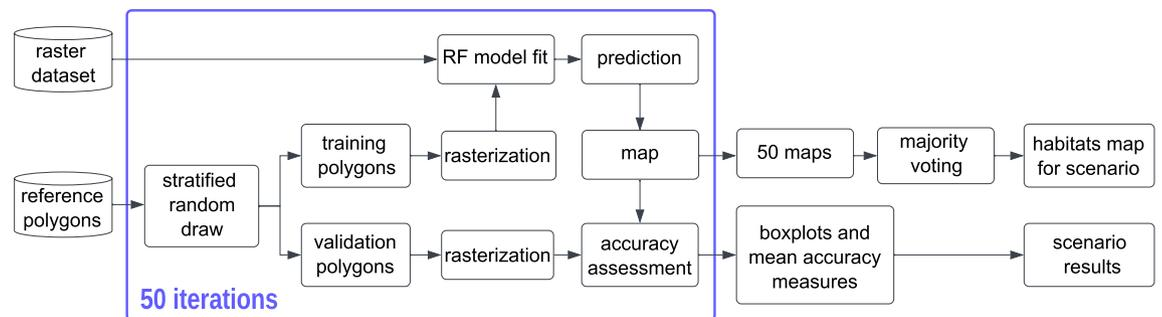 raster
dataset
RF model fit
prediction
training
polygons
rasterization
map
50 maps
majority
voting
habitats map
for scenario
reference
polygons
stratified
random
draw
validation
polygons
rasterization
accuracy
assessment
boxplots and
mean accuracy
measures
scenario
results
50 iterations